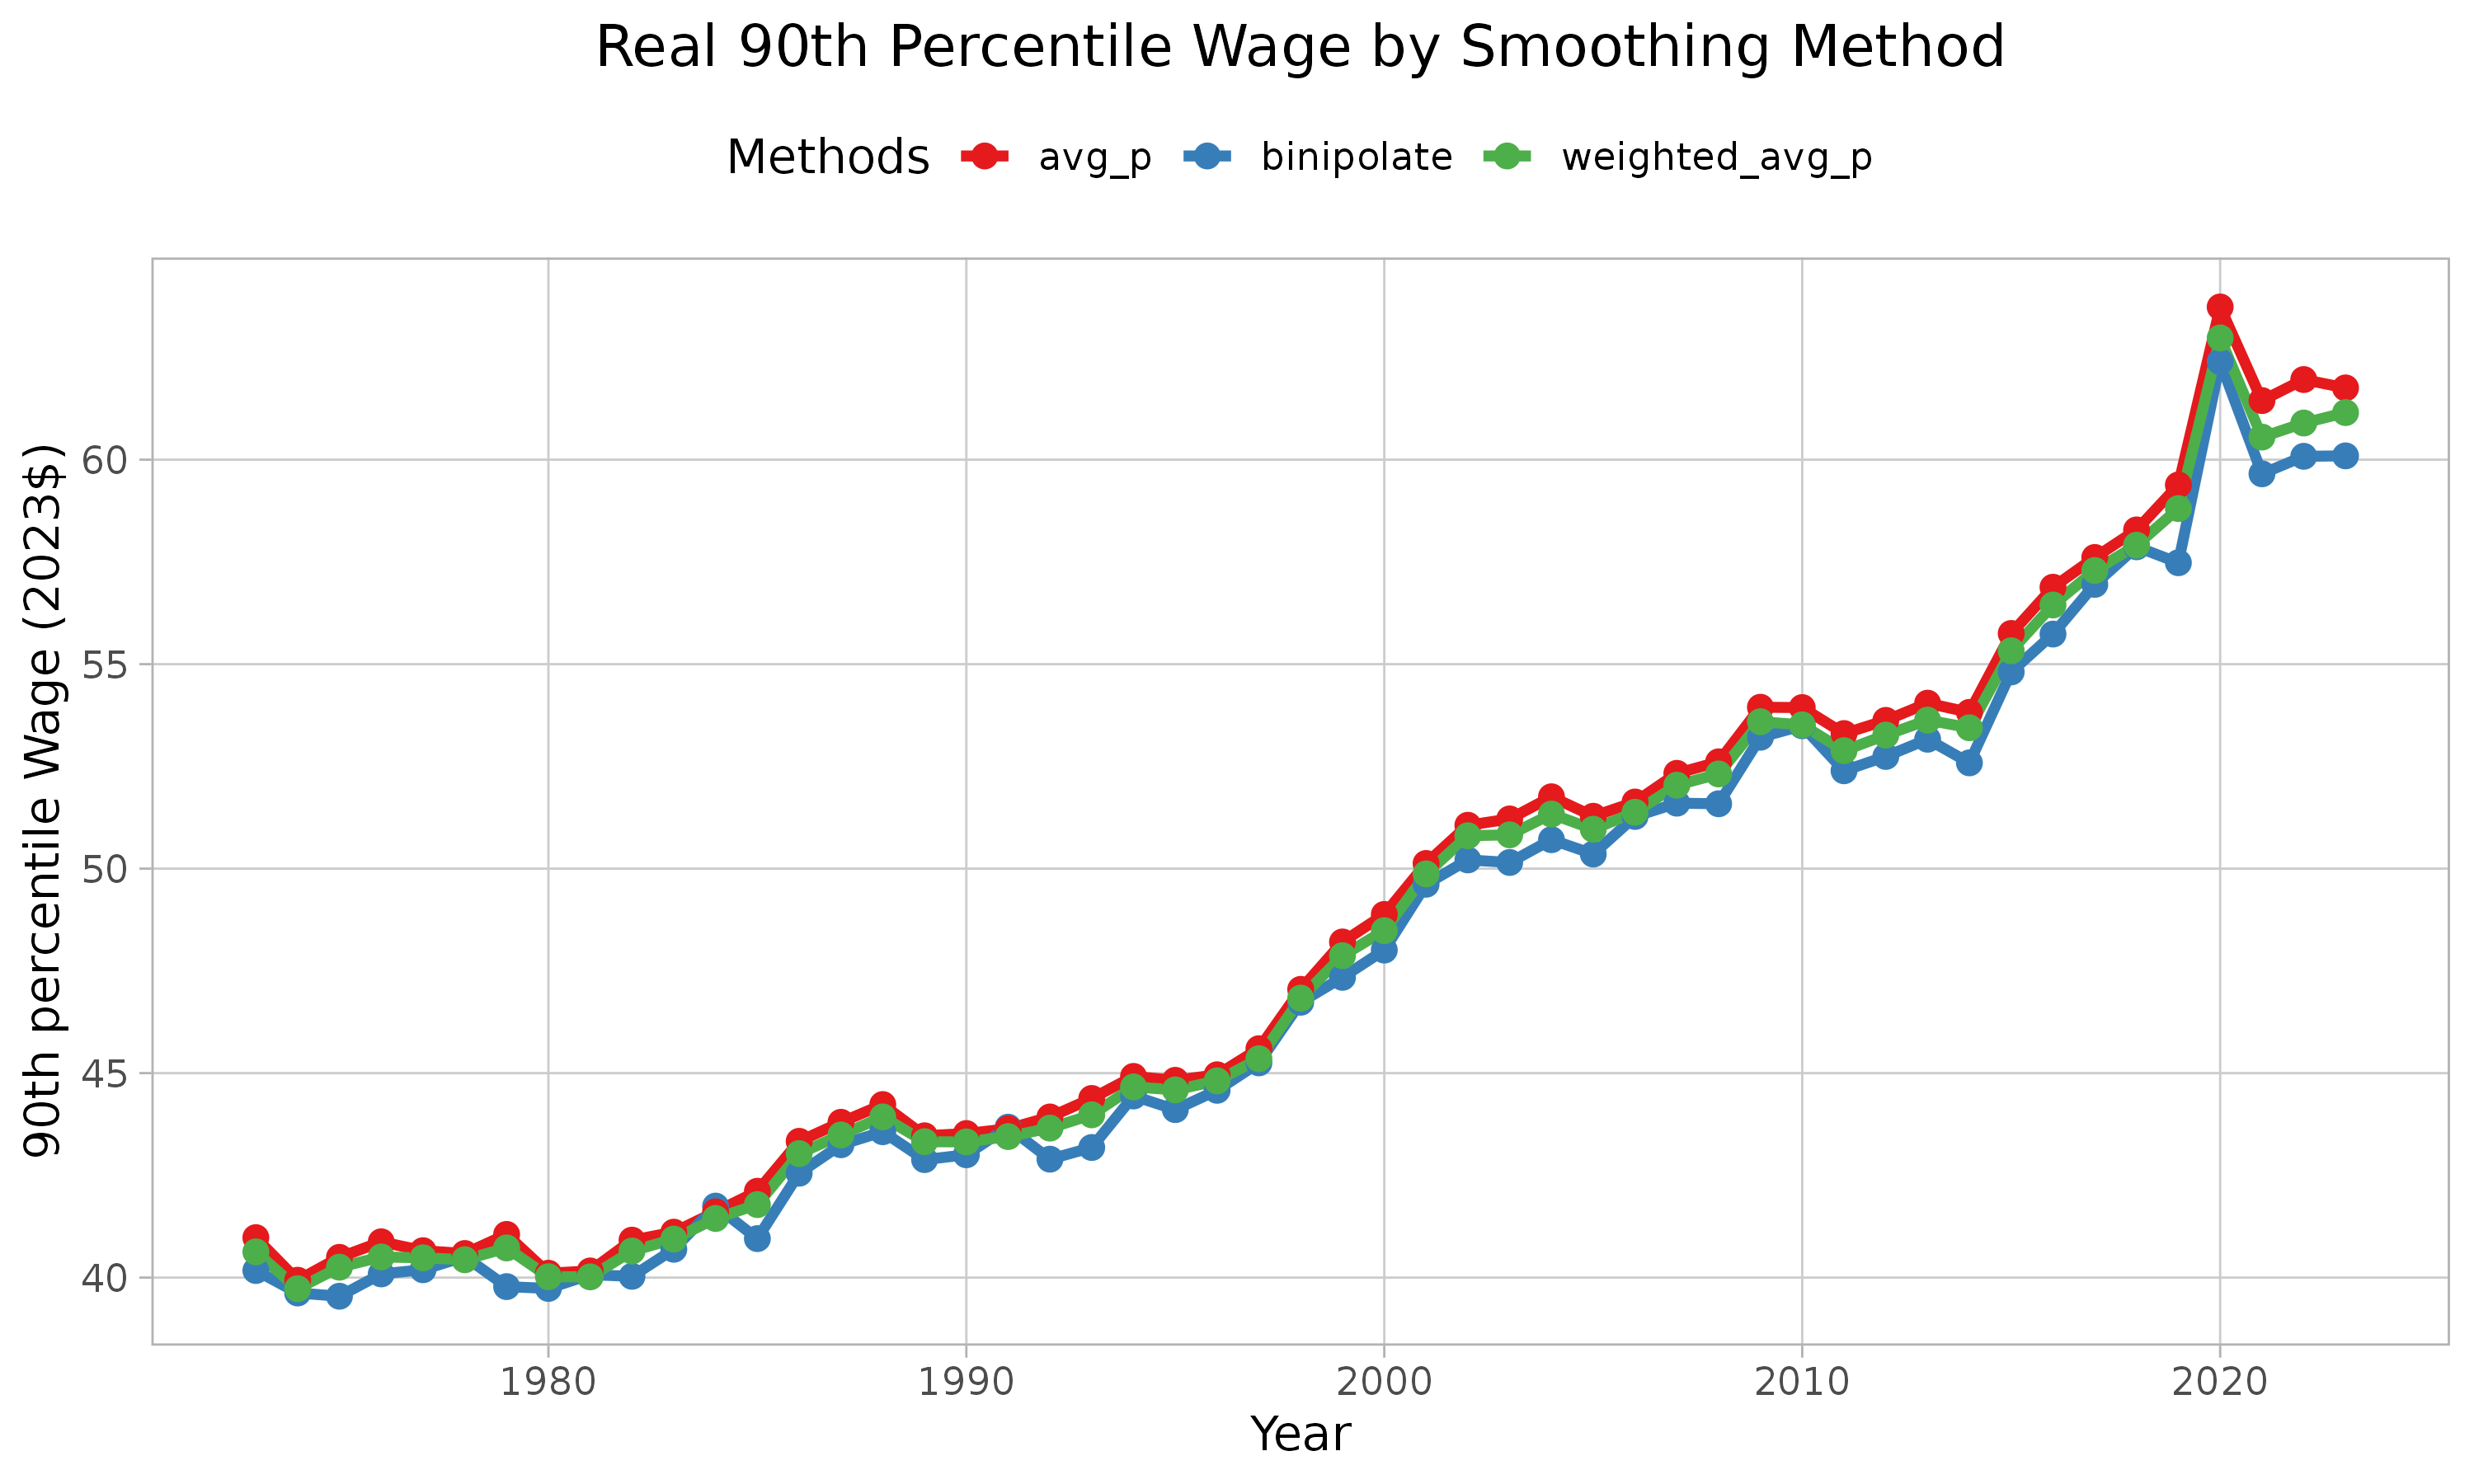 Real 90th Percentile Wage by Smoothing Method
Methods avg_p binipolate weighted_avg_p
90th percentile Wage (2023$)
60
55
50
45
40
1980 1990 2000 2010 2020
Year